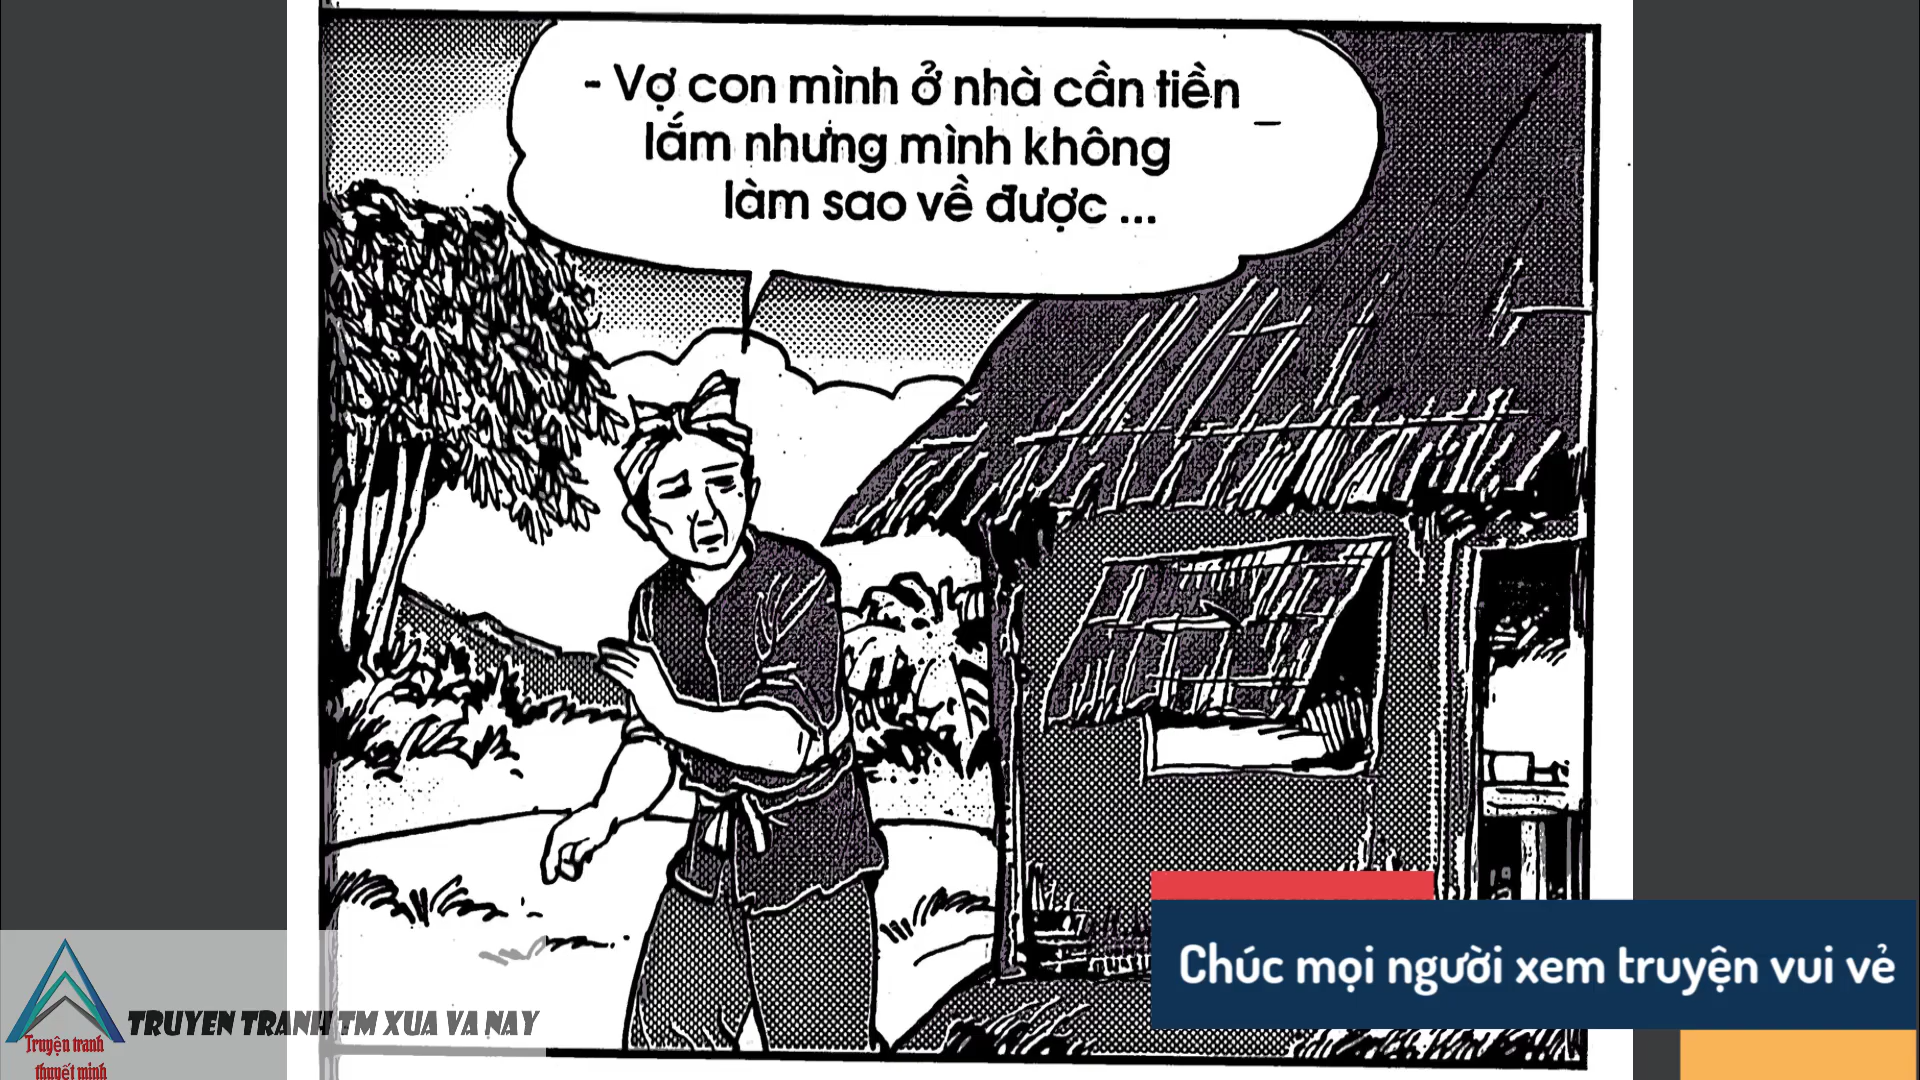 - Vợ con mình ở nhà cần tiền _
lắm nhưng mình không
làm sao về được ...
Chúc mọi người xem truyện vui vẻ
TRUYEN TRANH TM XUA VA NAY
Truyện tranh
thuyết minh